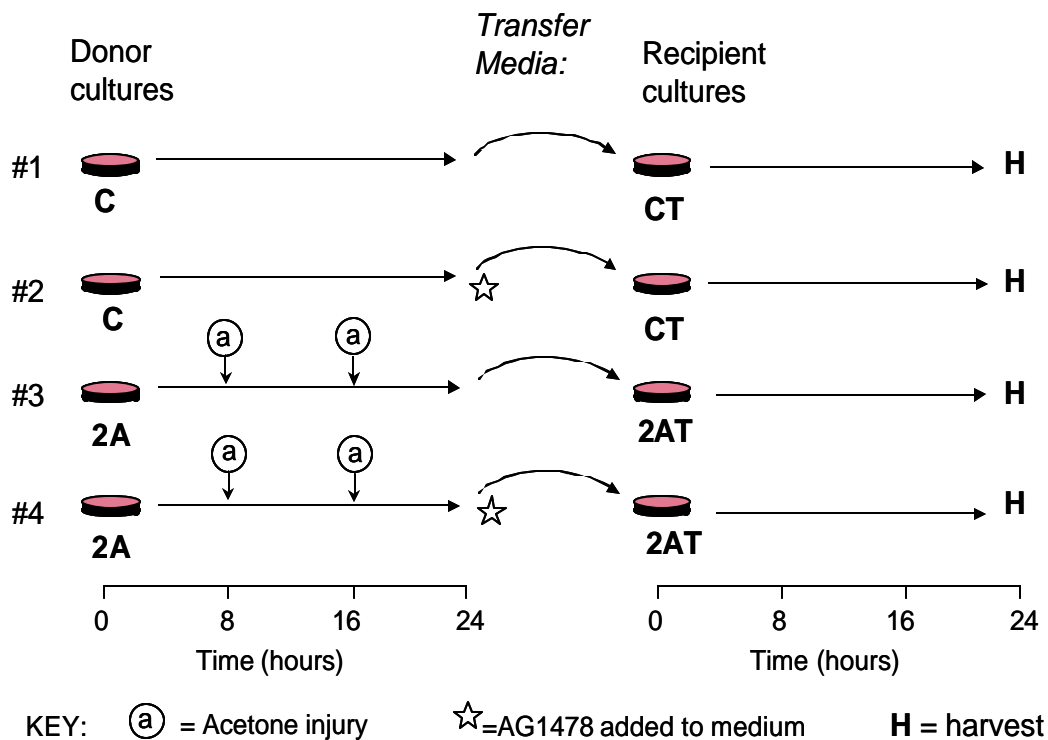 Donor
cultures
Transfer
Media:
Recipient
cultures
#1
C
CT
H
#2
C
CT
H
a a
#3
2A
2AT
H
a a
#4
2A
2AT
H
0 8 16 24
Time (hours)
0 8 16 24
Time (hours)
KEY: a = Acetone injury =AG1478 added to medium H = harvest